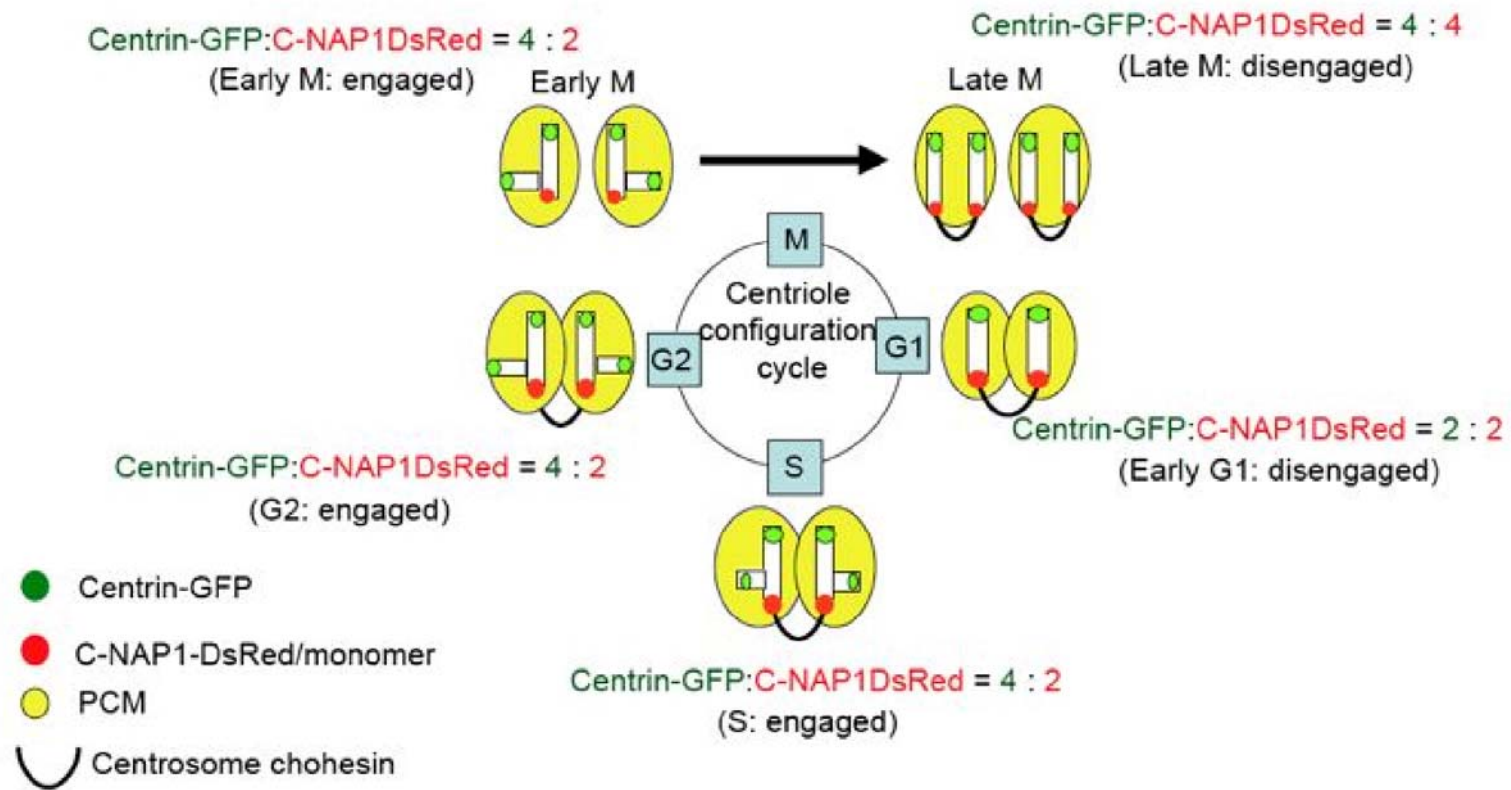 Centrin-GFP:C-NAP1DsRed = 4 : 2
(Early M: engaged)
Early M
Centrin-GFP:C-NAP1DsRed = 4 : 4
(Late M: disengaged)
Late M
M
Centriole
configuration
cycle
G2
G1
S
Centrin-GFP:C-NAP1DsRed = 2 : 2
(Early G1: disengaged)
Centrin-GFP:C-NAP1DsRed = 4 : 2
(G2: engaged)
Centrin-GFP
C-NAP1-DsRed/monomer
PCM
Centrosome chohesin
Centrin-GFP:C-NAP1DsRed = 4 : 2
(S: engaged)